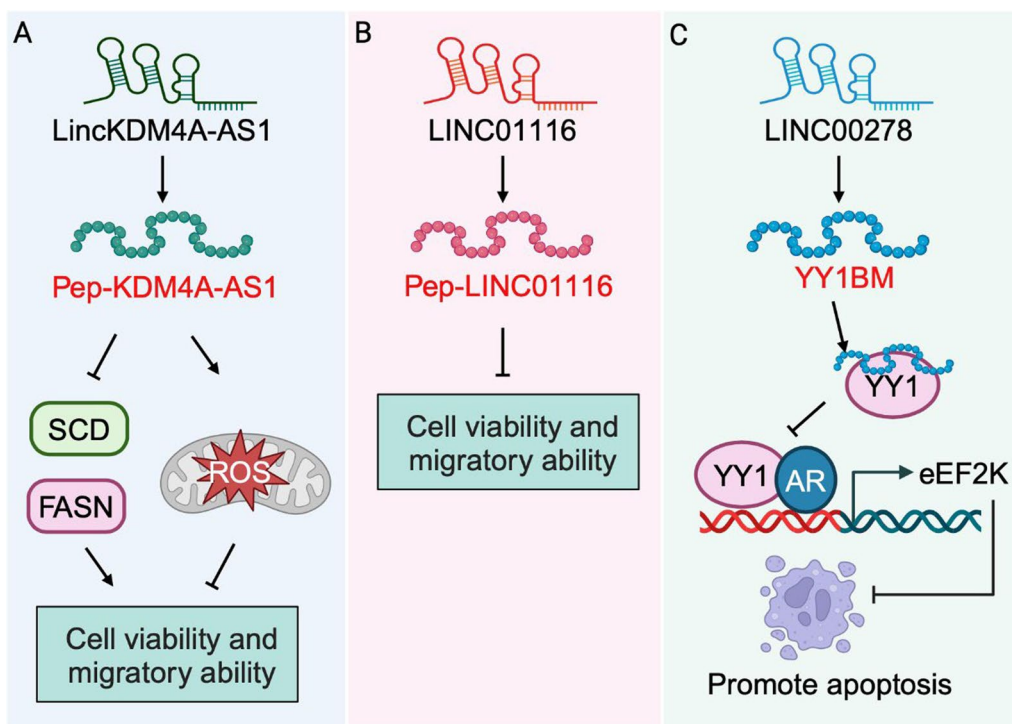 A
LincKDM4A-AS1
Pep-KDM4A-AS1
SCD
FASN
ROS
Cell viability and
migratory ability
B
LINC01116
Pep-LINC01116
Cell viability and
migratory ability
C
LINC00278
YY1BM
YY1
YY1
AR
eEF2K
Promote apoptosis